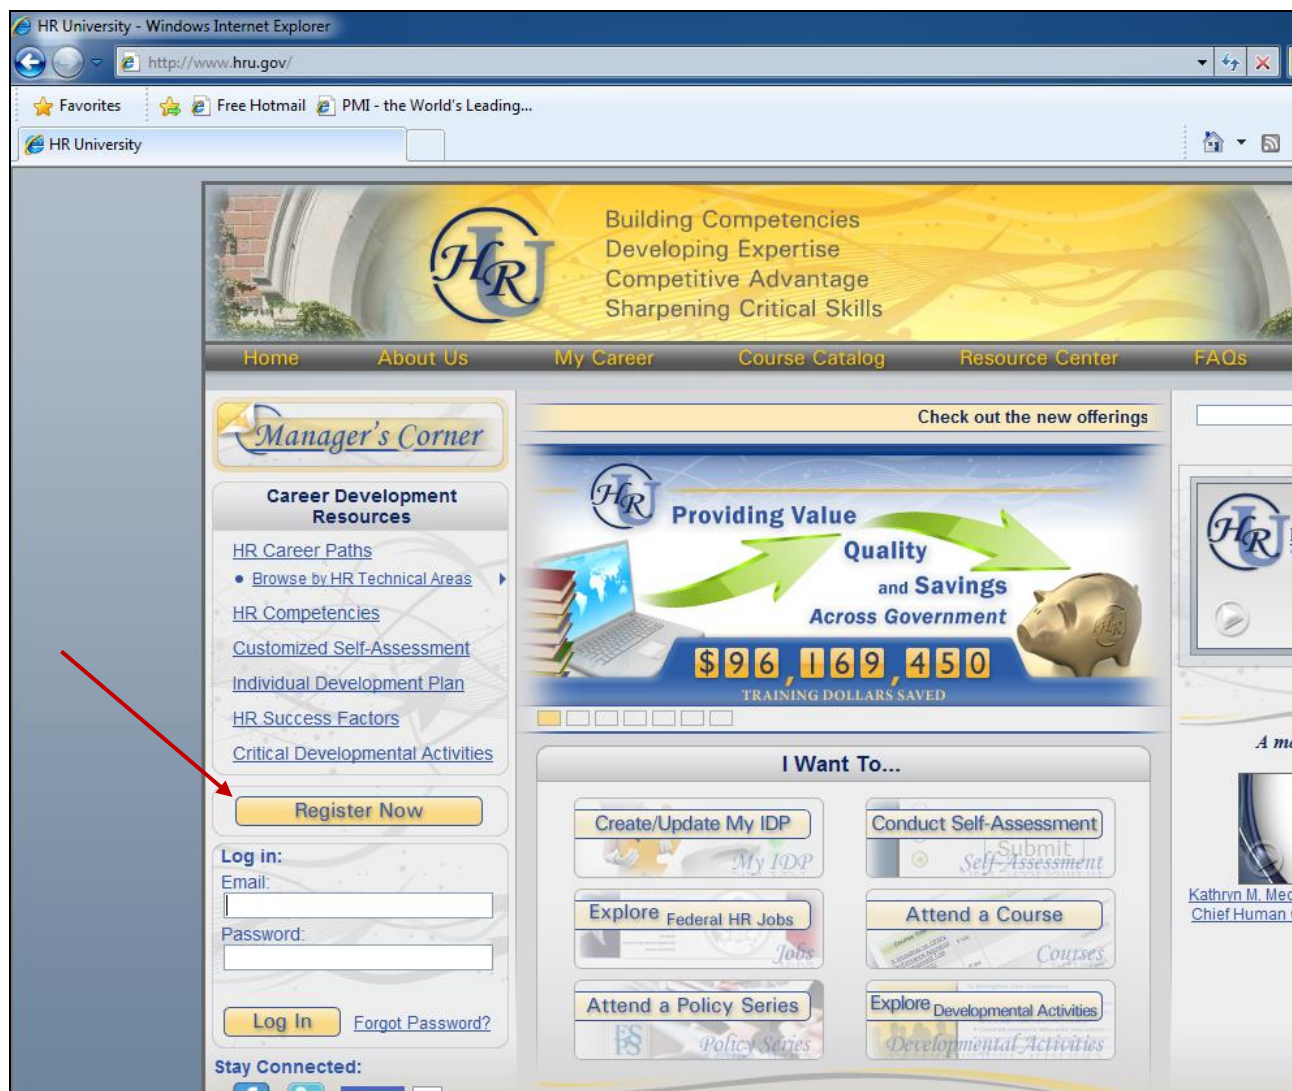 HR University - Windows Internet Explorer
http://www.hru.gov/
Favorites
Free Hotmail
PMI - the World's Leading...
HR University
HRU
Building Competencies
Developing Expertise
Competitive Advantage
Sharpening Critical Skills
Home
About Us
My Career
Course Catalog
Resource Center
FAQs
Manager's Corner
Career Development
Resources
HR Career Paths
Browse by HR Technical Areas
HR Competencies
Customized Self-Assessment
Individual Development Plan
HR Success Factors
Critical Developmental Activities
Register Now
Log in:
Email:
Password:
Log In
Forgot Password?
Stay Connected:
Check out the new offerings
HRU
Providing Value
Quality
and Savings
Across Government
$96,169,450
TRAINING DOLLARS SAVED
I Want To...
Create/Update My IDP
My IDP
Conduct Self-Assessment
Submit
Self-Assessment
Explore Federal HR Jobs
Jobs
Attend a Course
Courses
Attend a Policy Series
Policy Series
Explore Developmental Activities
Developmental Activities
HRU
A
Kathryn M.
Chief Human